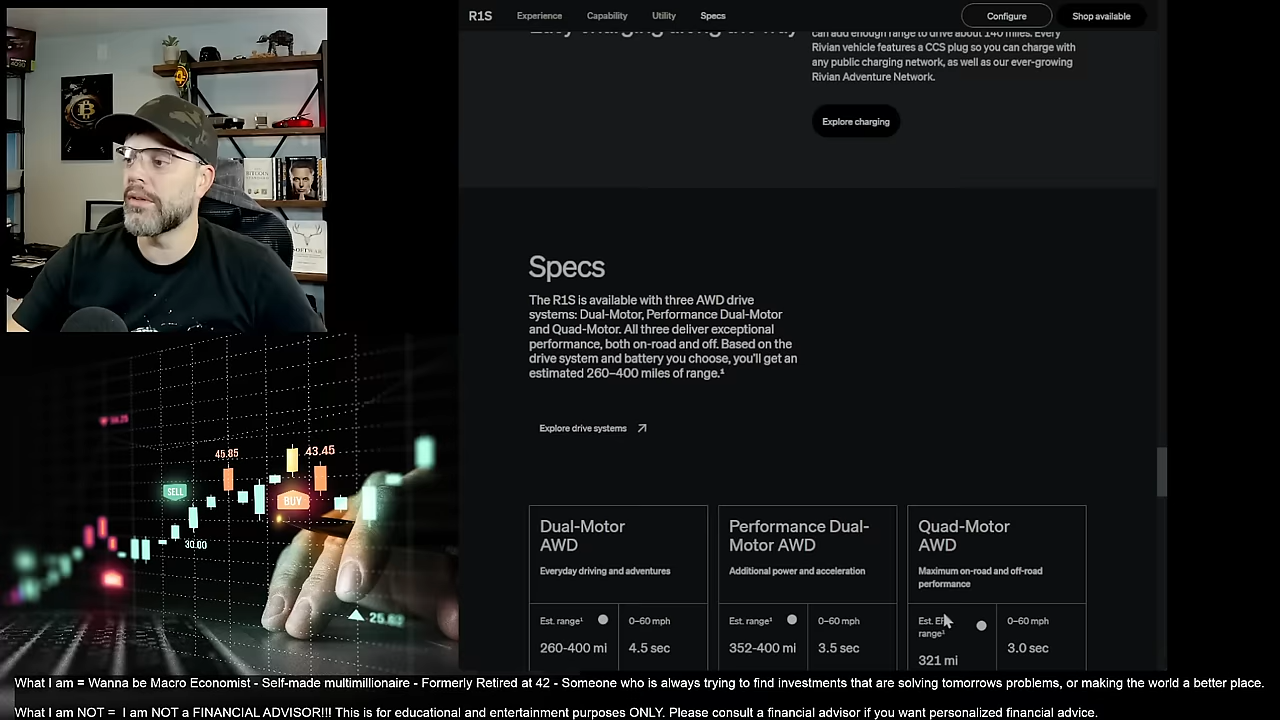 R1S Experience Capability Utility Specs Configure Shop available
can add enough range to drive about 140 miles. Every
Rivian vehicle features a CCS plug so you can charge with
any public charging network, as well as our ever-growing
Rivian Adventure Network.
Explore charging
Specs
The R1S is available with three AWD drive
systems: Dual-Motor, Performance Dual-Motor
and Quad-Motor. All three deliver exceptional
performance, both on-road and off. Based on the
drive system and battery you choose, you'll get an
estimated 260–400 miles of range.¹
Explore drive systems
Dual-Motor
AWD
Everyday driving and adventures
Est. range¹
260-400 mi
0–60 mph
4.5 sec
Performance Dual-
Motor AWD
Additional power and acceleration
Est. range¹
352-400 mi
0–60 mph
3.5 sec
Quad-Motor
AWD
Maximum on-road and off-road
performance
Est.
range¹
321 mi
0–60 mph
3.0 sec
45.85
43.45
SELL
BUY
30.00
25.62
What I am = Wanna be Macro Economist - Self-made multimillionaire - Formerly Retired at 42 - Someone who is always trying to find investments that are solving tomorrows problems, or making the world a better place.
What I am NOT = I am NOT a FINANCIAL ADVISOR!!! This is for educational and entertainment purposes ONLY. Please consult a financial advisor if you want personalized financial advice.